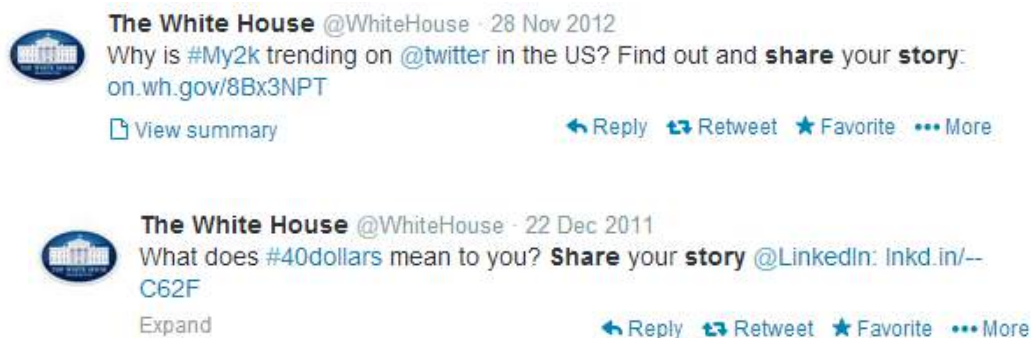 The White House @WhiteHouse · 28 Nov 2012
Why is #My2k trending on @twitter in the US? Find out and share your story:
on.wh.gov/8Bx3NPT
View summary
Reply Retweet Favorite More
The White House @WhiteHouse · 22 Dec 2011
What does #40dollars mean to you? Share your story @LinkedIn: lnkd.in/--
C62F
Expand
Reply Retweet Favorite More